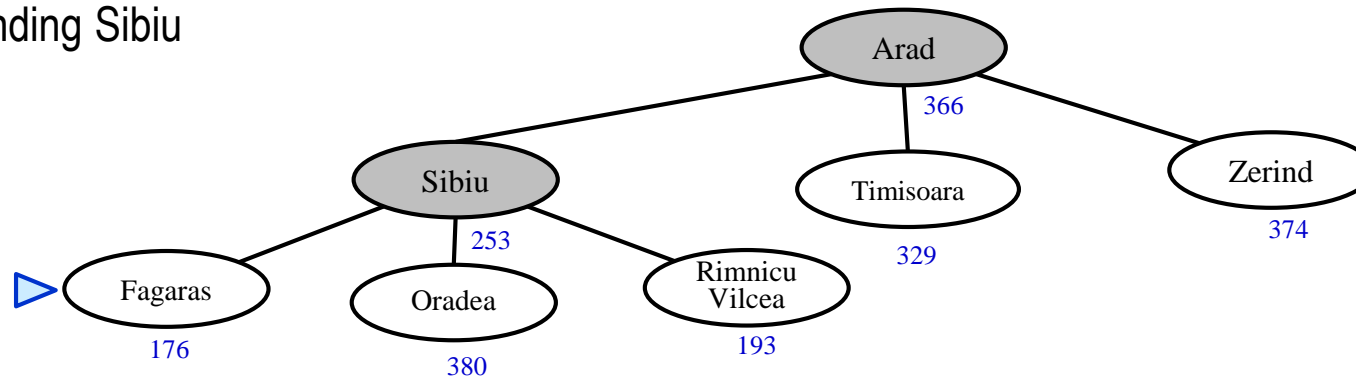 nding Sibiu
Arad
366
Sibiu
253
Timisoara
329
Zerind
374
Fagaras
176
Oradea
380
Rimnicu
Vilcea
193